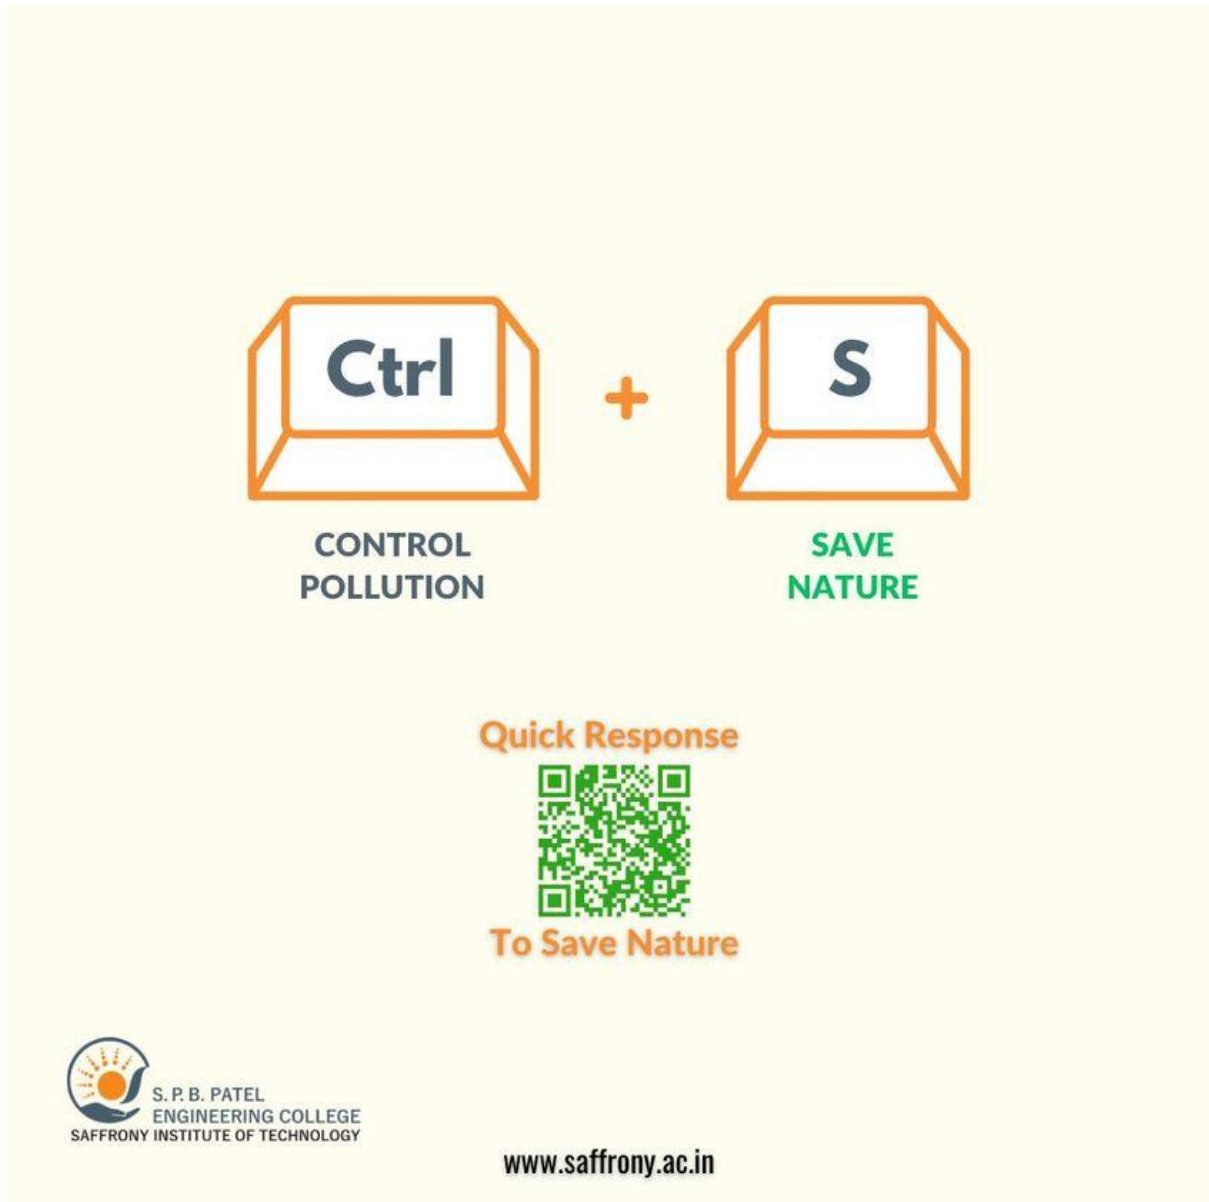 Ctrl + S
CONTROL
POLLUTION
SAVE
NATURE
Quick Response
To Save Nature
S. P. B. PATEL
ENGINEERING COLLEGE
SAFFRONY INSTITUTE OF TECHNOLOGY
www.saffrony.ac.in